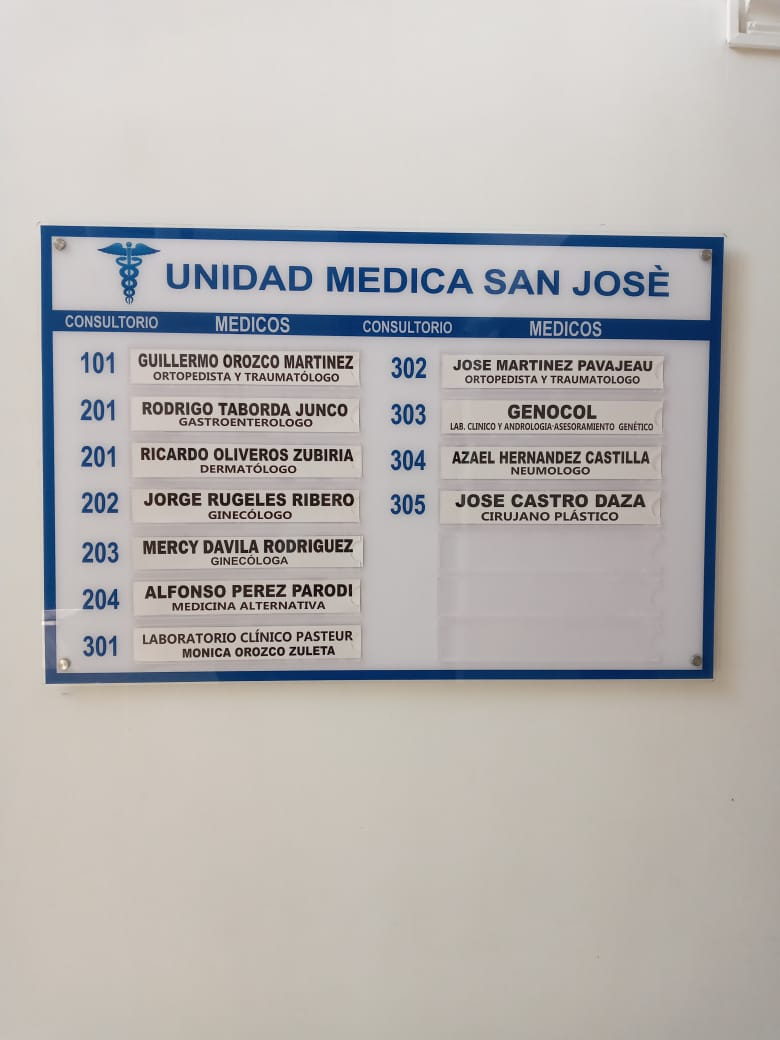 UNIDAD MEDICA SAN JOSÈ
CONSULTORIO MEDICOS CONSULTORIO MEDICOS
101 GUILLERMO OROZCO MARTINEZ
ORTOPEDISTA Y TRAUMATÓLOGO
201 RODRIGO TABORDA JUNCO
GASTROENTEROLOGO
201 RICARDO OLIVEROS ZUBIRIA
DERMATÓLOGO
202 JORGE RUGELES RIBERO
GINECÓLOGO
203 MERCY DAVILA RODRIGUEZ
GINECÓLOGA
204 ALFONSO PEREZ PARODI
MEDICINA ALTERNATIVA
301 LABORATORIO CLÍNICO PASTEUR
MONICA OROZCO ZULETA
302 JOSE MARTINEZ PAVAJEAU
ORTOPEDISTA Y TRAUMATOLOGO
303 GENOCOL
LAB. CLINICO Y ANDROLOGIA-ASESORAMIENTO GENÉTICO
304 AZAEL HERNANDEZ CASTILLA
NEUMOLOGO
305 JOSE CASTRO DAZA
CIRUJANO PLÁSTICO